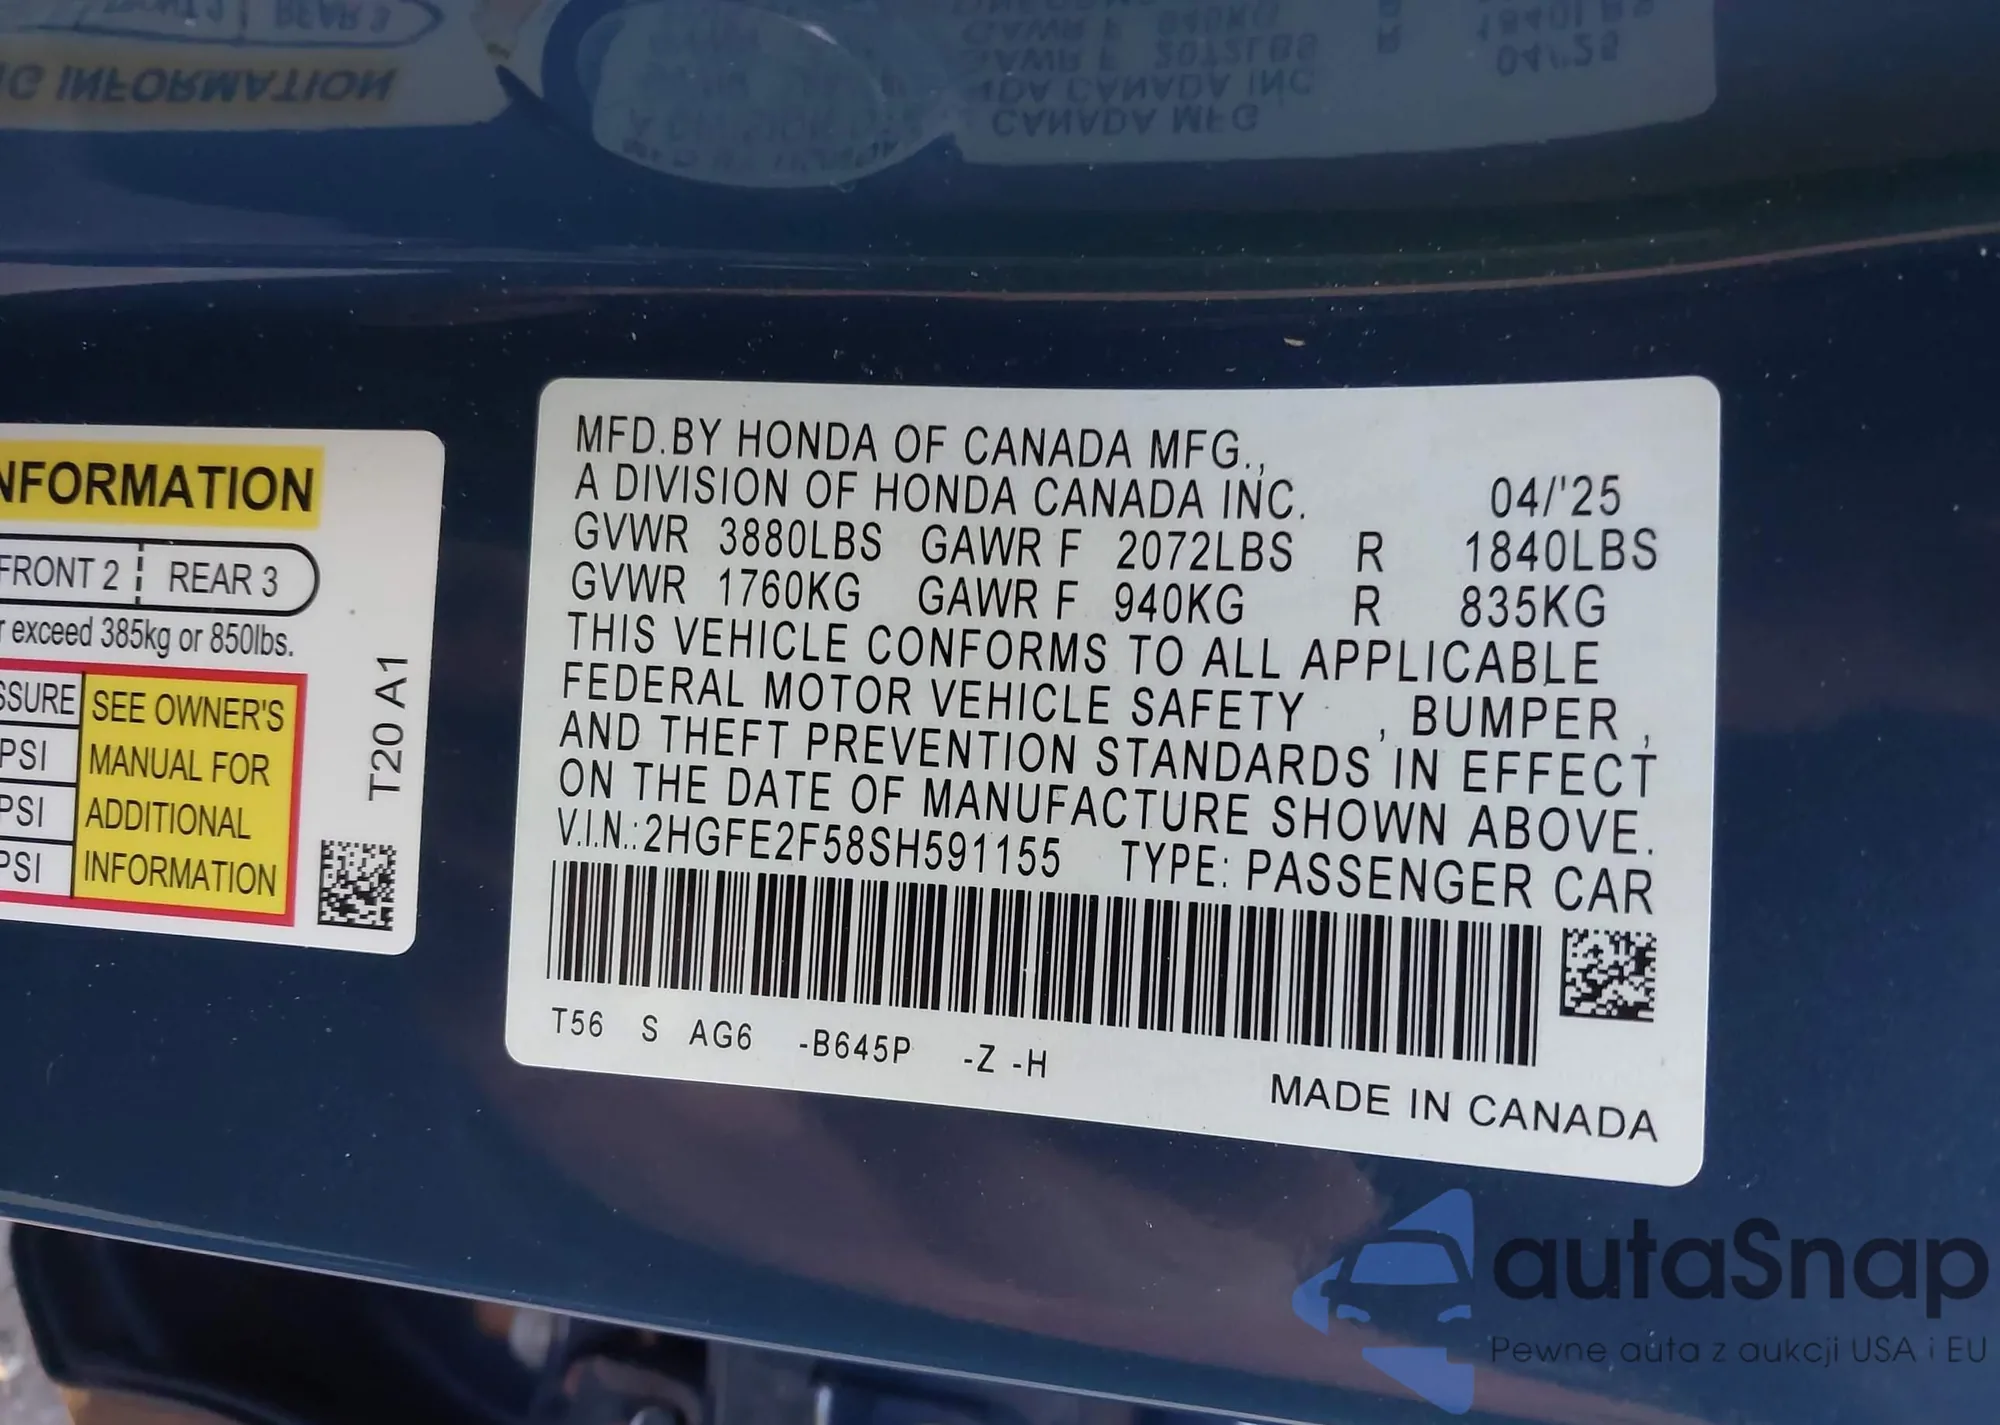 NFORMATION
FRONT 2 REAR 3
exceed 385kg or 850lbs.
SSURE
PSI
PSI
PSI
SEE OWNER'S
MANUAL FOR
ADDITIONAL
INFORMATION
T20 A1
MFD.BY HONDA OF CANADA MFG.,
A DIVISION OF HONDA CANADA INC. 04/'25
GVWR 3880LBS GAWR F 2072LBS R 1840LBS
GVWR 1760KG GAWR F 940KG R 835KG
THIS VEHICLE CONFORMS TO ALL APPLICABLE
FEDERAL MOTOR VEHICLE SAFETY , BUMPER ,
AND THEFT PREVENTION STANDARDS IN EFFECT
ON THE DATE OF MANUFACTURE SHOWN ABOVE.
V.I.N.:2HGFE2F58SH591155 TYPE: PASSENGER CAR
T56 S AG6 -B645P -Z -H
MADE IN CANADA
autaSnap
Pewne auta z aukcji USA i EU